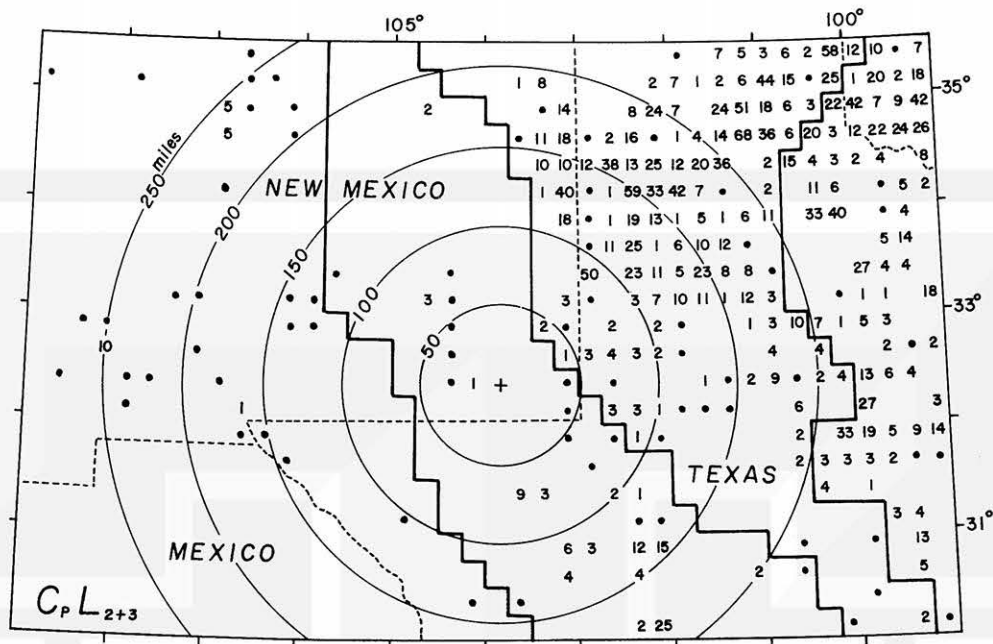 105° 100°
7 5 3 6 2 58 12 10 7
1 8 2 7 1 2 6 44 15 25 1 20 2 18 35°
5 2 14 8 24 7 24 51 18 6 3 22 42 7 9 42
5 11 18 2 16 1 4 14 68 36 6 20 3 12 22 24 26
250 miles 10 10 12 38 13 25 12 20 36 2 15 4 3 2 4 8
NEW MEXICO 1 40 1 59 33 42 7 2 11 6 5 2
200 18 1 19 13 1 5 1 6 11 33 40 4
150 11 25 1 6 10 12 5 14
50 23 11 5 23 8 8 27 4 4
100 3 3 3 7 10 11 1 12 3 1 1 18 33°
2 2 2 1 3 10 7 1 5 3
10 50 1 3 4 3 2 4 4 2 2
1 + 1 2 9 2 4 13 6 4
1 3 3 1 6 27 3
1 2 33 19 5 9 14
TEXAS 2 3 3 3 2
9 3 2 1 4 1
3 4 31°
MEXICO 6 3 12 15 13
4 4 2 5
CₚL₂₊₃ 2 25 2